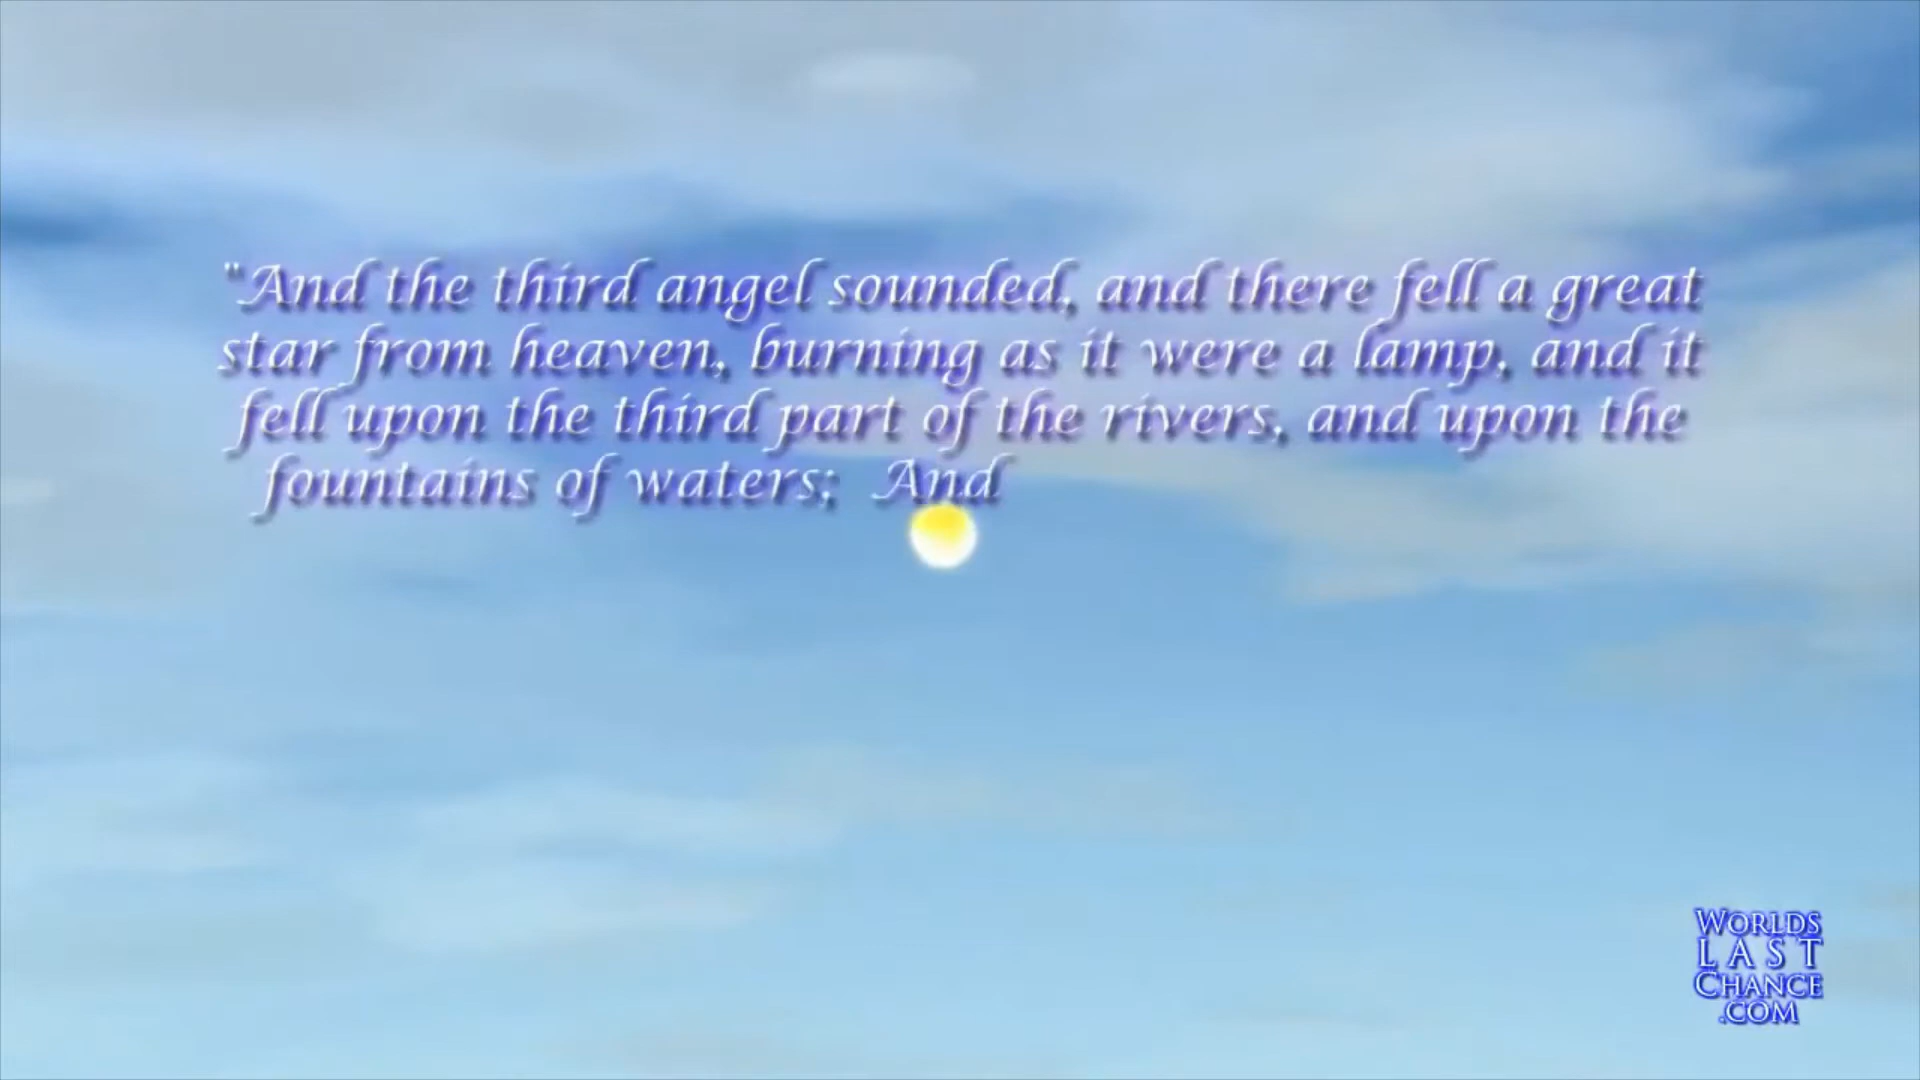 "And the third angel sounded, and there fell a great
star from heaven, burning as it were a lamp, and it
fell upon the third part of the rivers, and upon the
fountains of waters; And
WORLDS
LAST
CHANCE
.COM